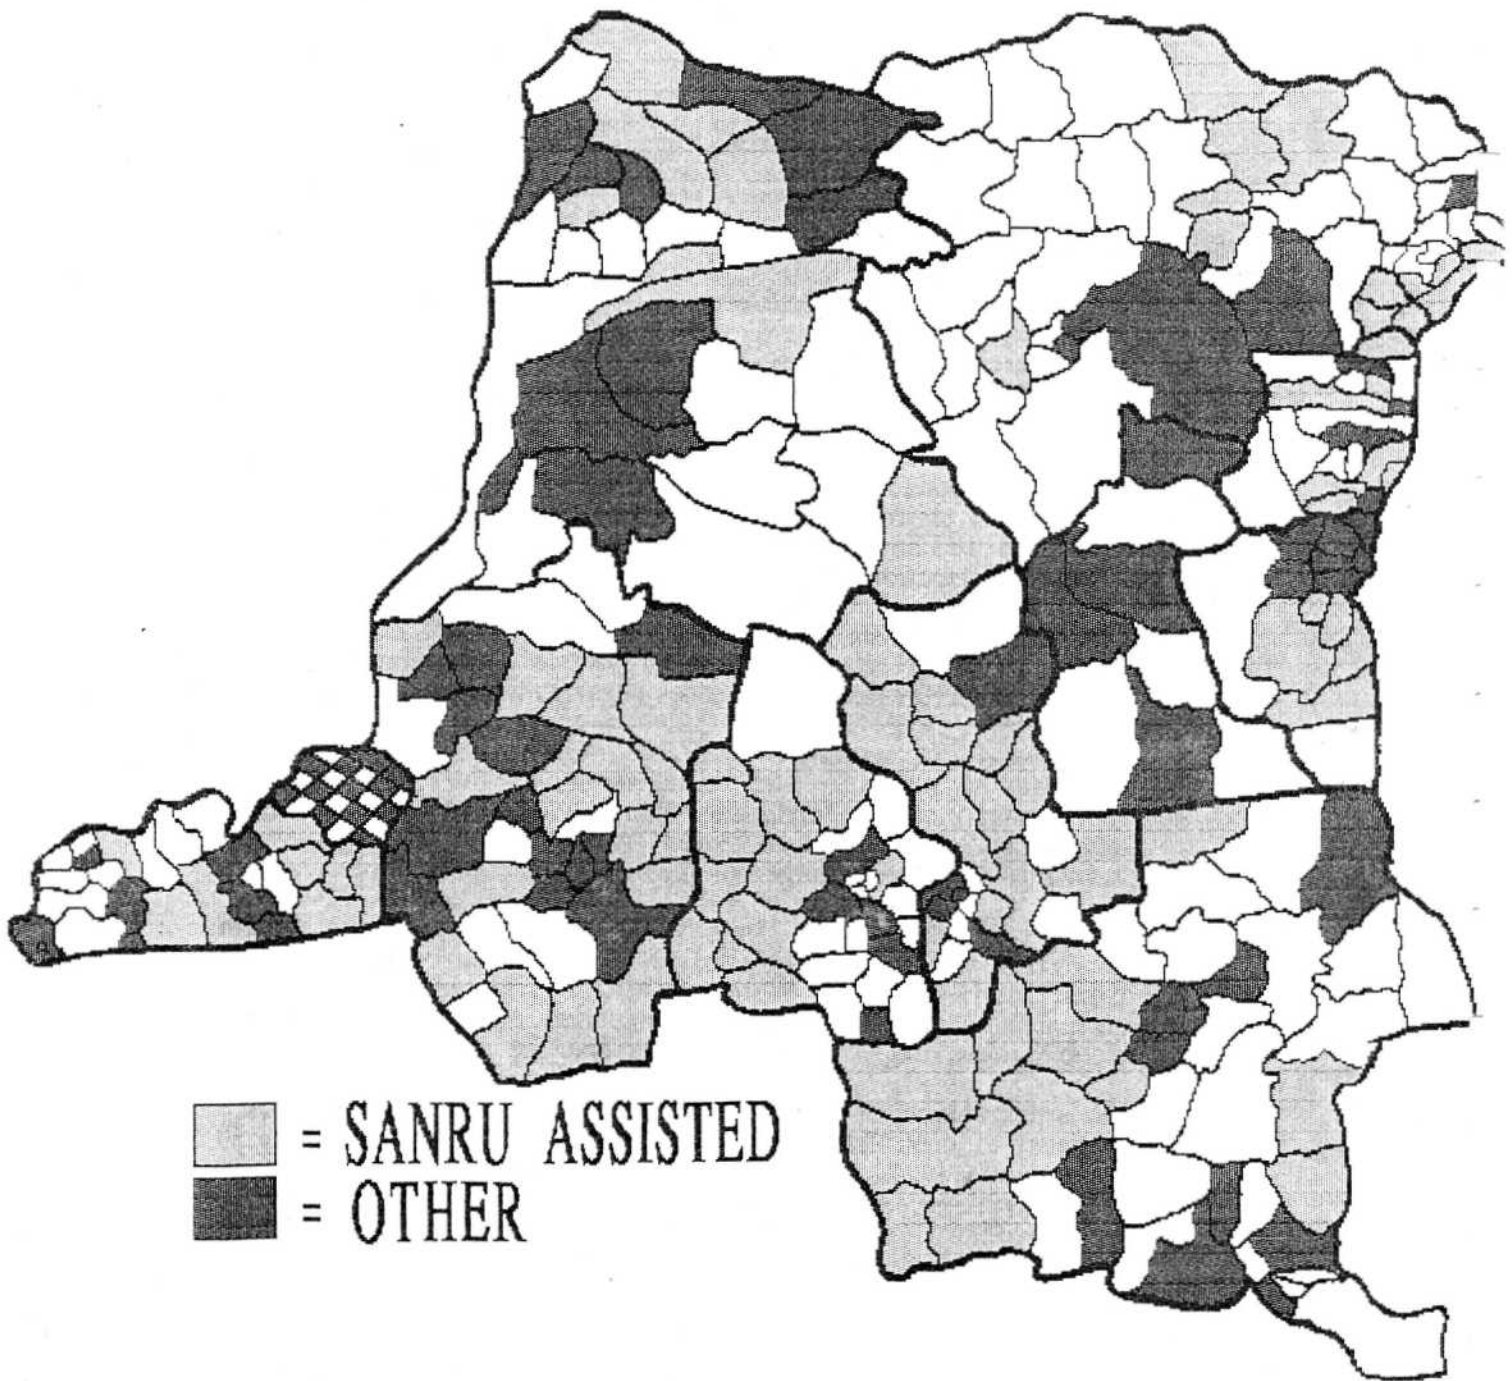 = SANRU ASSISTED
= OTHER